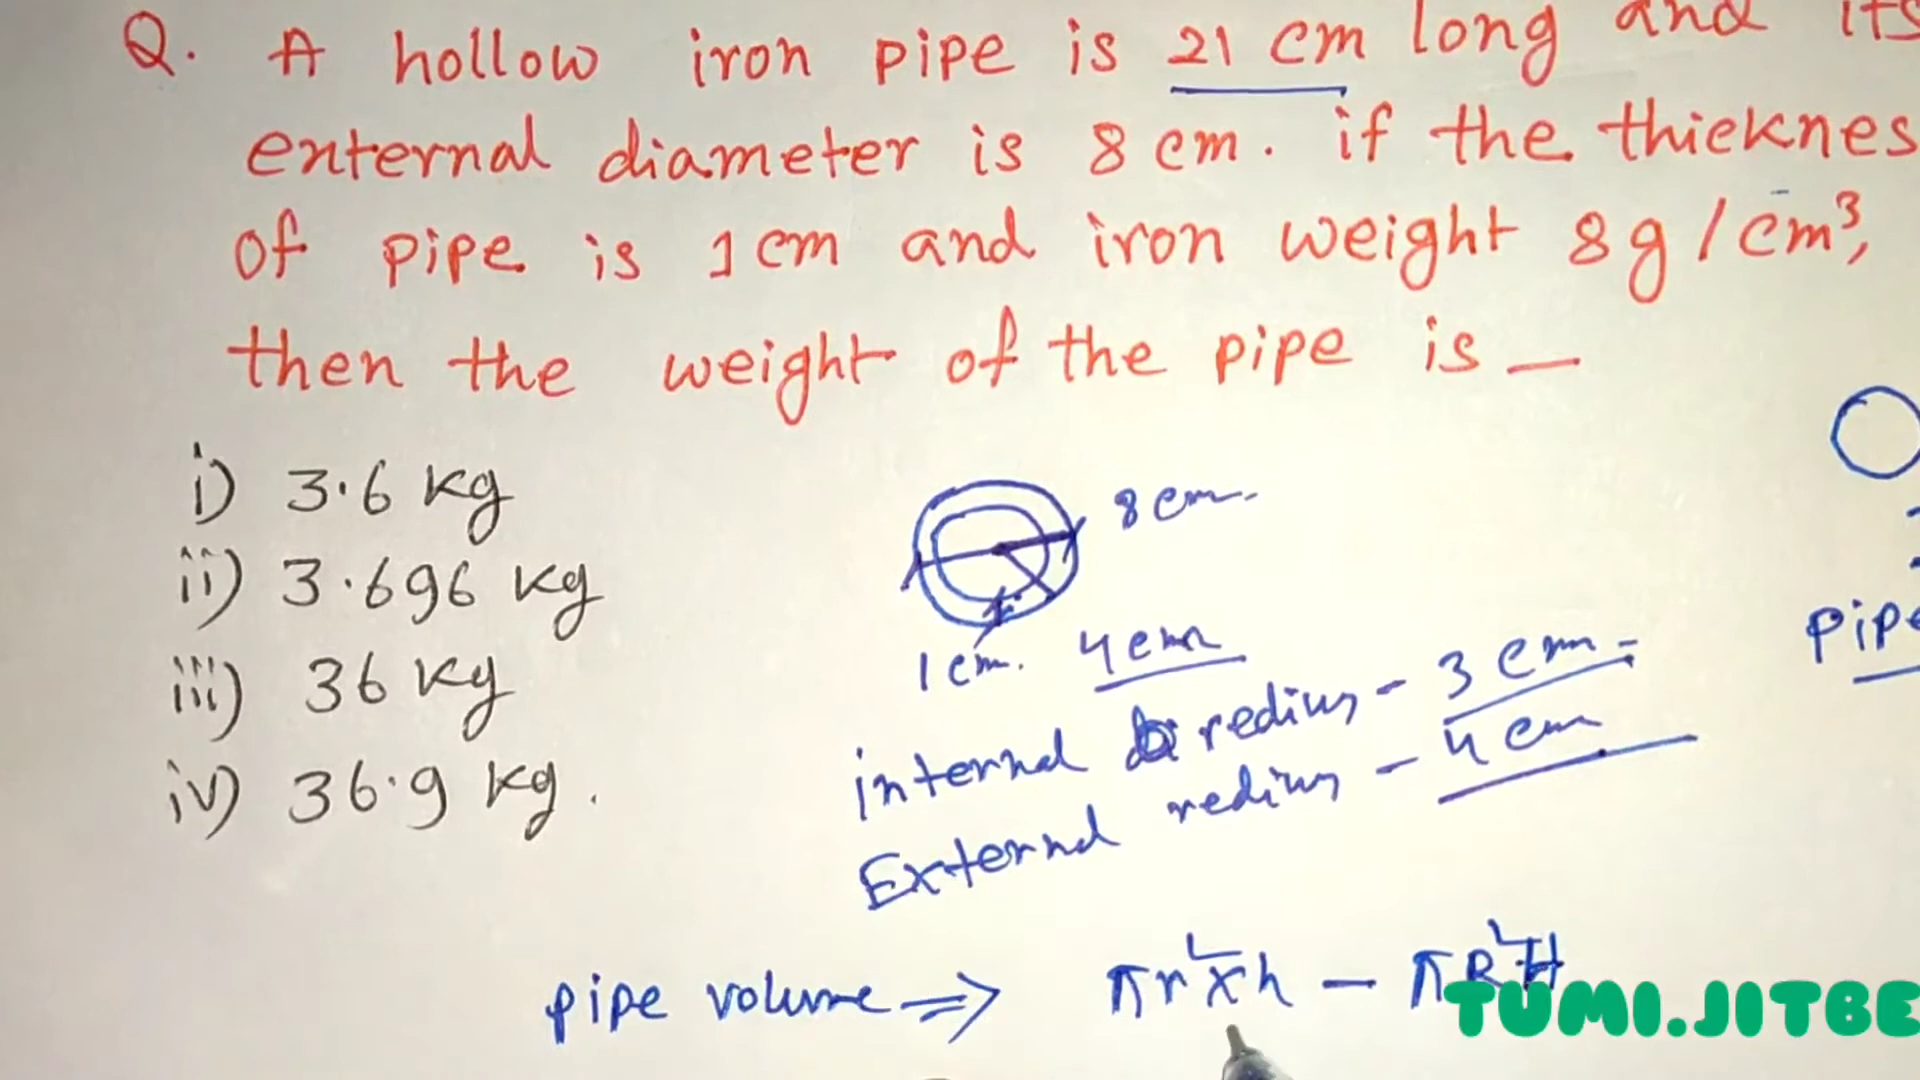 Q. A hollow iron pipe is 21 cm long and its
external diameter is 8 cm. if the thicknes
of pipe is 1 cm and iron weight 8g/cm³,
then the weight of the pipe is —
i) 3.6 kg
ii) 3.696 kg
iii) 36 kg
iv) 36.9 kg.
8 cm.
1 cm.
4 cm
internal redius - 3 cm
External redius - 4 cm
pipe
pipe volume ⇒ πr²×h – πR²H
TUMI.JITBE